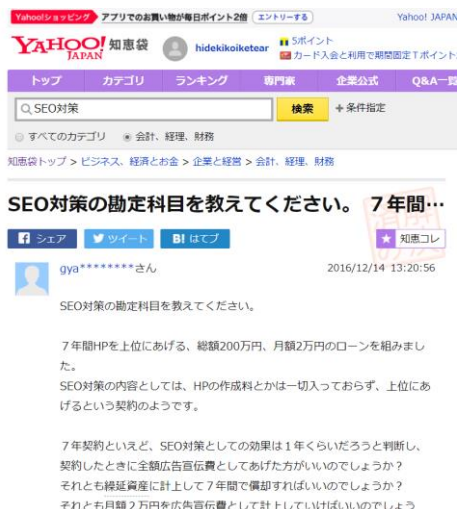 Yahoo!ショッピング アプリでのお買い物が毎日ポイント2倍 エントリーする Yahoo! JAPAN
YAHOO! JAPAN 知恵袋 hidekikoiketear 5ポイント
カード入会と利用で期間固定Tポイント
トップ カテゴリ ランキング 専門家 企業公式 Q&A一覧
SEO対策 検索 +条件指定
すべてのカテゴリ 会計、経理、財務
知恵袋トップ > ビジネス、経済とお金 > 企業と経営 > 会計、経理、財務
SEO対策の勘定科目を教えてください。 7年間…
シェア ツイート B! はてブ 知恵コレ
gya********さん 2016/12/14 13:20:56
SEO対策の勘定科目を教えてください。
7年間HPを上位にあげる、総額200万円、月額2万円のローンを組みまし
た。
SEO対策の内容としては、HPの作成料とかは一切入っておらず、上位にあ
げるという契約のようです。
7年契約といえど、SEO対策としての効果は1年くらいだろうと判断し、
契約したときに全額広告宣伝費としてあげた方がいいのでしょうか？
それとも繰延資産に計上して7年間で償却すればいいのでしょうか？
それとも月額2万円を広告宣伝費として計上していけばいいのでしょう